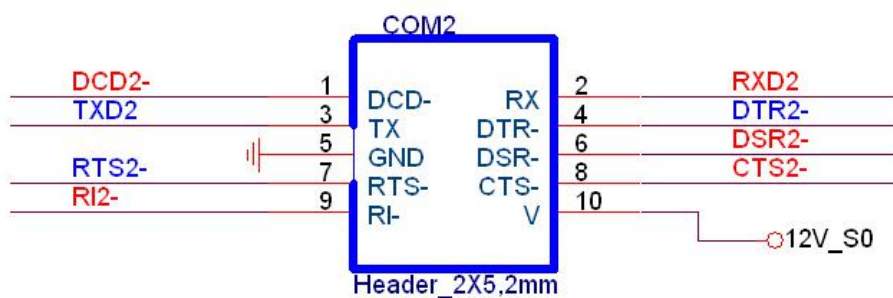 COM2
DCD2- 1 DCD- RX 2 RXD2
TXD2 3 TX DTR- 4 DTR2-
5 GND DSR- 6 DSR2-
RTS2- 7 RTS- CTS- 8 CTS2-
RI2- 9 RI- V 10
12V_S0
Header_2X5,2mm